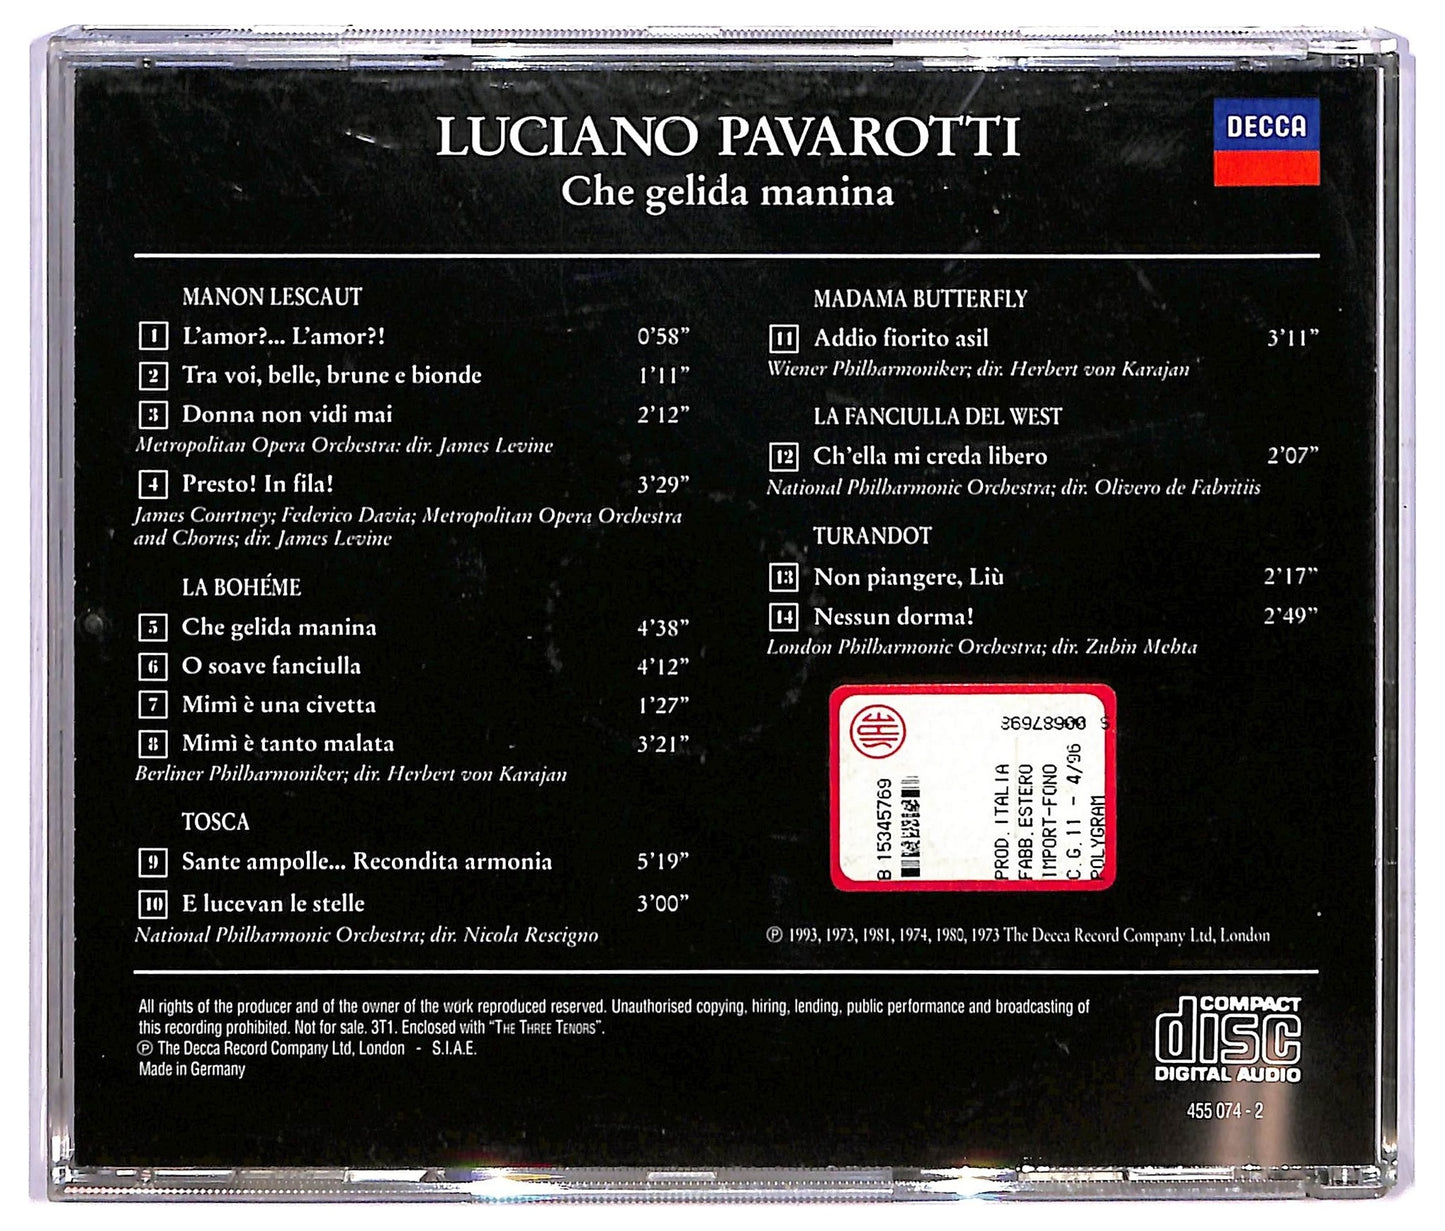 LUCIANO PAVAROTTI
Che gelida manina
DECCA
MANON LESCAUT
1 L'amor?... L'amor?! 0'58"
2 Tra voi, belle, brune e bionde 1'11"
3 Donna non vidi mai 2'12"
Metropolitan Opera Orchestra: dir. James Levine
4 Presto! In fila! 3'29"
James Courtney; Federico Davia; Metropolitan Opera Orchestra
and Chorus; dir. James Levine
LA BOHÉME
5 Che gelida manina 4'38"
6 O soave fanciulla 4'12"
7 Mimì è una civetta 1'27"
8 Mimì è tanto malata 3'21"
Berliner Philharmoniker; dir. Herbert von Karajan
TOSCA
9 Sante ampolle... Recondita armonia 5'19"
10 E lucevan le stelle 3'00"
National Philharmonic Orchestra; dir. Nicola Rescigno
MADAMA BUTTERFLY
11 Addio fiorito asil 3'11"
Wiener Philharmoniker; dir. Herbert von Karajan
LA FANCIULLA DEL WEST
12 Ch'ella mi creda libero 2'07"
National Philharmonic Orchestra; dir. Olivero de Fabritiis
TURANDOT
13 Non piangere, Liù 2'17"
14 Nessun dorma! 2'49"
London Philharmonic Orchestra; dir. Zubin Mehta
SIAE
B 15345769
PROD.ITALIA
FABB.ESTERO
IMPORT-FONO
C.G.11 - 4/96
POLYGRAM
℗ 1993, 1973, 1981, 1974, 1980, 1973 The Decca Record Company Ltd, London
All rights of the producer and of the owner of the work reproduced reserved. Unauthorised copying, hiring, lending, public performance and broadcasting of
this recording prohibited. Not for sale. 3T1. Enclosed with "THE THREE TENORS".
℗ The Decca Record Company Ltd, London - S.I.A.E.
Made in Germany
COMPACT
disc
DIGITAL AUDIO
455 074 - 2